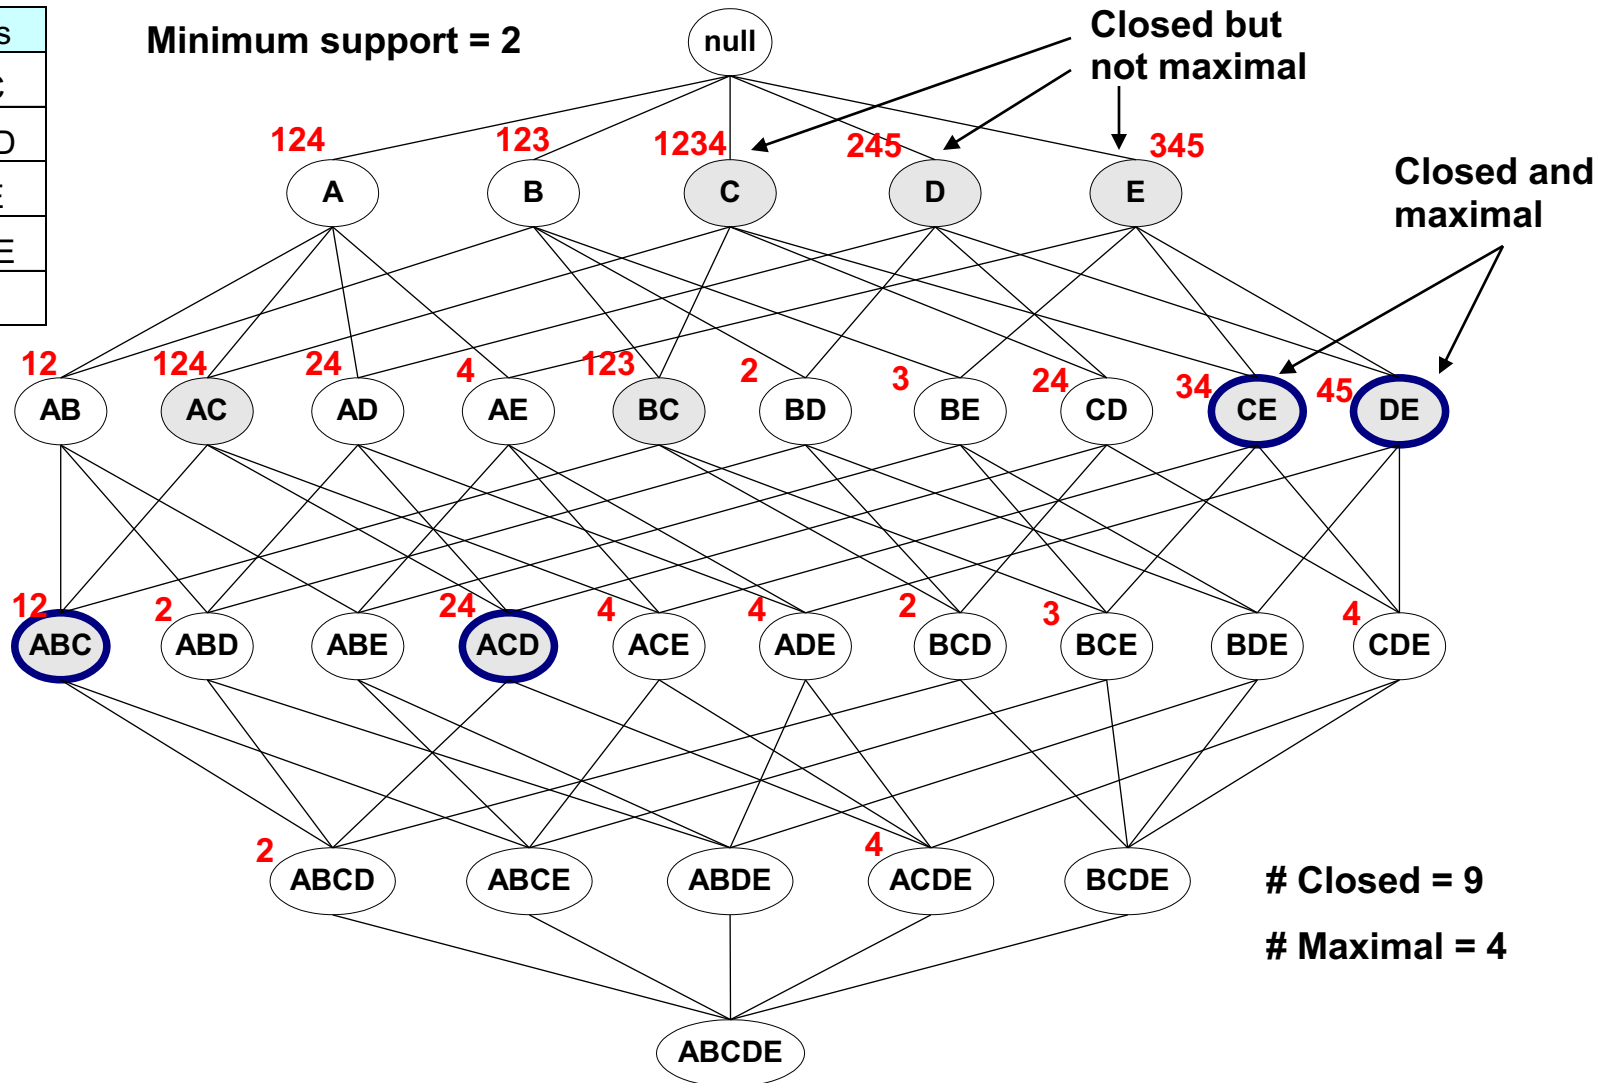 s
C
D
E
E
Minimum support = 2
null
Closed but
not maximal
Closed and
maximal
124 123 1234 245 345
A B C D E
12 124 24 4 123 2 3 24 34 45
AB AC AD AE BC BD BE CD CE DE
12 2 24 4 4 2 3 4
ABC ABD ABE ACD ACE ADE BCD BCE BDE CDE
2 4
ABCD ABCE ABDE ACDE BCDE
# Closed = 9
# Maximal = 4
ABCDE